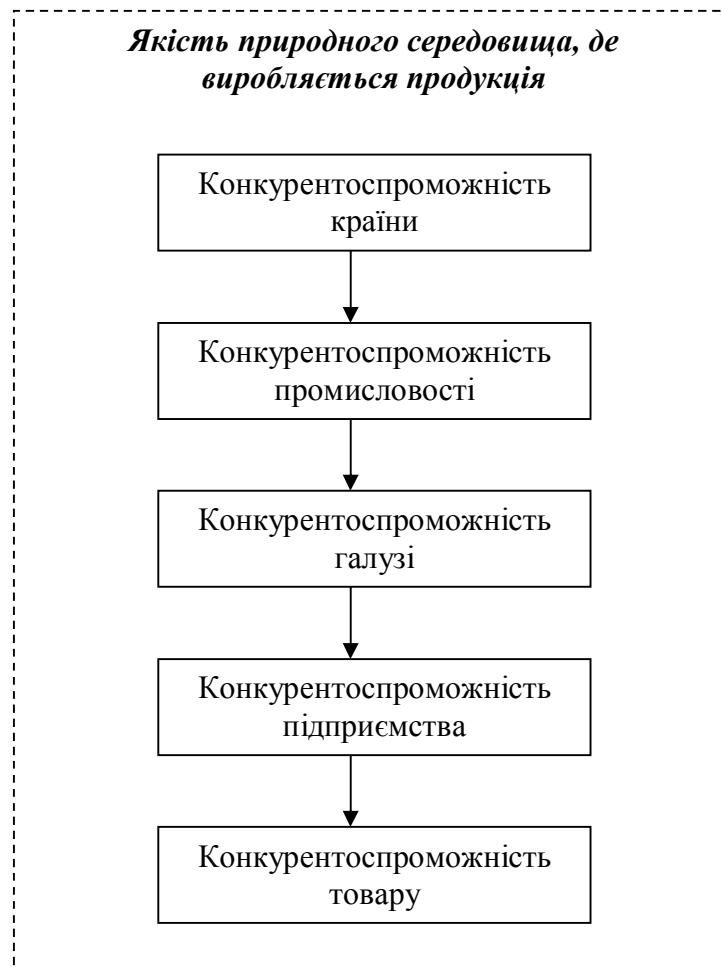 Якість природного середовища, де
виробляється продукція
Конкурентоспроможність
країни
Конкурентоспроможність
промисловості
Конкурентоспроможність
галузі
Конкурентоспроможність
підприємства
Конкурентоспроможність
товару